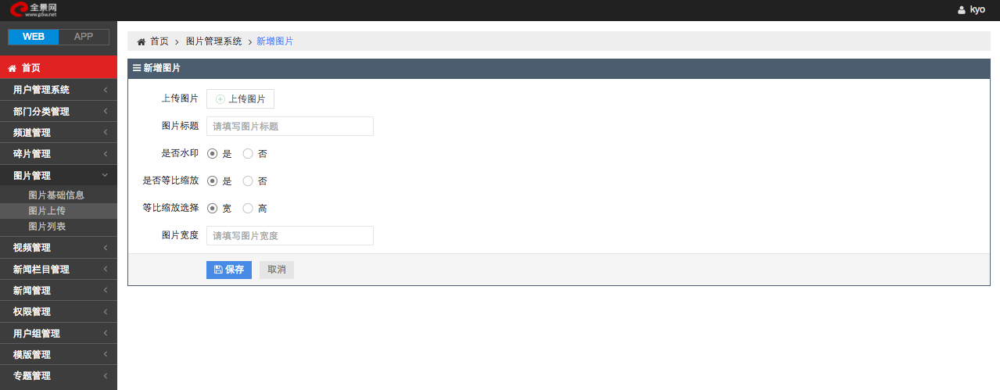 全景网
www.p5w.net
kyo
WEB APP
首页
用户管理系统
部门分类管理
频道管理
碎片管理
图片管理
图片基础信息
图片上传
图片列表
视频管理
新闻栏目管理
新闻管理
权限管理
用户组管理
模版管理
专题管理
首页 > 图片管理系统 > 新增图片
新增图片
上传图片 上传图片
图片标题 请填写图片标题
是否水印 是 否
是否等比缩放 是 否
等比缩放选择 宽 高
图片宽度 请填写图片宽度
保存 取消